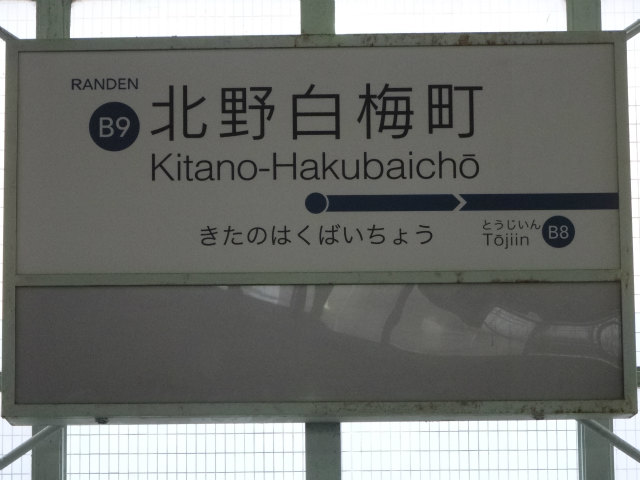 RANDEN
B9 北野白梅町
Kitano-Hakubaichō
きたのはくばいちょう
とうじいん
Tōjiin B8